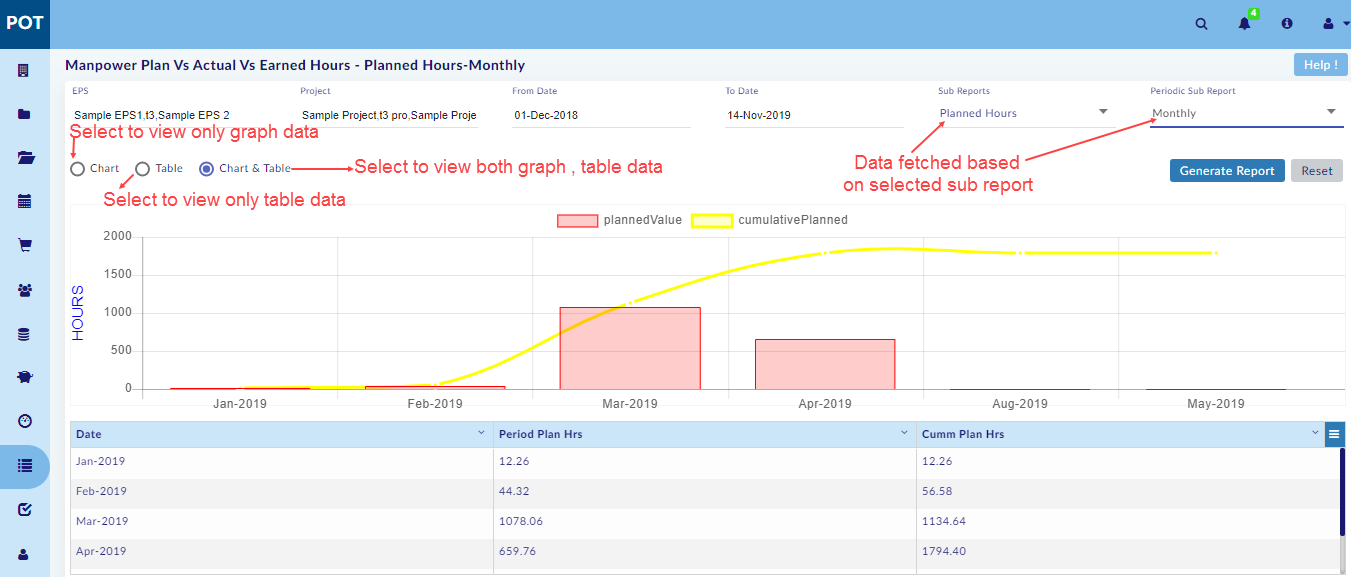 POT
4
Manpower Plan Vs Actual Vs Earned Hours - Planned Hours-Monthly
Help !
EPS Project From Date To Date Sub Reports Periodic Sub Report
Sample EPS1,t3,Sample EPS 2 Sample Project,t3 pro,Sample Proje 01-Dec-2018 14-Nov-2019 Planned Hours Monthly
Select to view only graph data
Chart Table Chart & Table
Select to view both graph , table data
Data fetched based
on selected sub report
Generate Report Reset
Select to view only table data
plannedValue cumulativePlanned
2000
1500
1000
500
0
HOURS
Jan-2019 Feb-2019 Mar-2019 Apr-2019 Aug-2019 May-2019
Date Period Plan Hrs Cumm Plan Hrs
Jan-2019 12.26 12.26
Feb-2019 44.32 56.58
Mar-2019 1078.06 1134.64
Apr-2019 659.76 1794.40